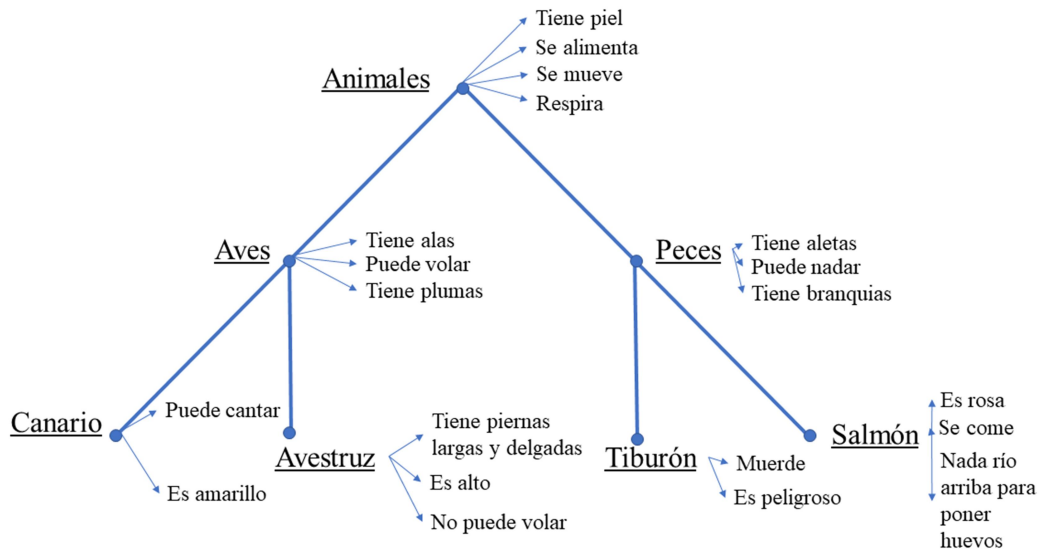 Animales
Tiene piel
Se alimenta
Se mueve
Respira
Aves
Tiene alas
Puede volar
Tiene plumas
Peces
Tiene aletas
Puede nadar
Tiene branquias
Canario
Puede cantar
Es amarillo
Avestruz
Tiene piernas
largas y delgadas
Es alto
No puede volar
Tiburón
Muerde
Es peligroso
Salmón
Es rosa
Se come
Nada río
arriba para
poner
huevos